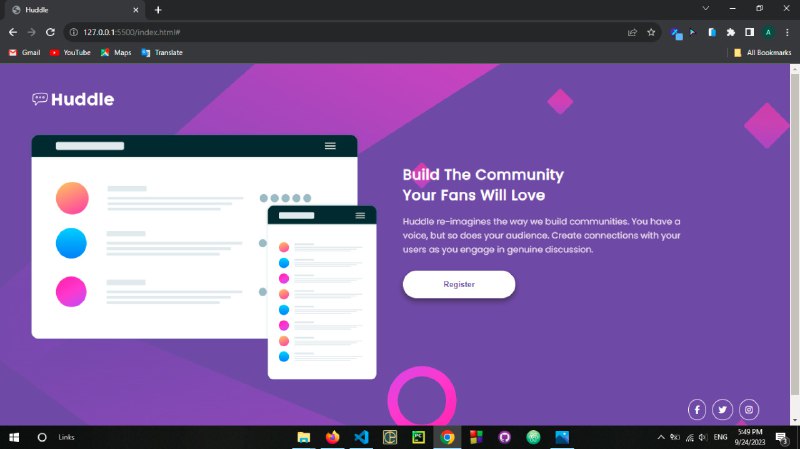 Huddle
127.0.0.1:5500/index.html#
Gmail
YouTube
Maps
Translate
All Bookmarks
Huddle
Build The Community
Your Fans Will Love
Huddle re-imagines the way we build communities. You have a
voice, but so does your audience. Create connections with your
users as you engage in genuine discussion.
Register
Links
ENG
5:49 PM
9/24/2023